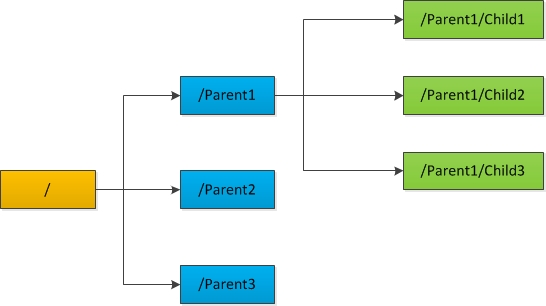 /
/Parent1
/Parent2
/Parent3
/Parent1/Child1
/Parent1/Child2
/Parent1/Child3